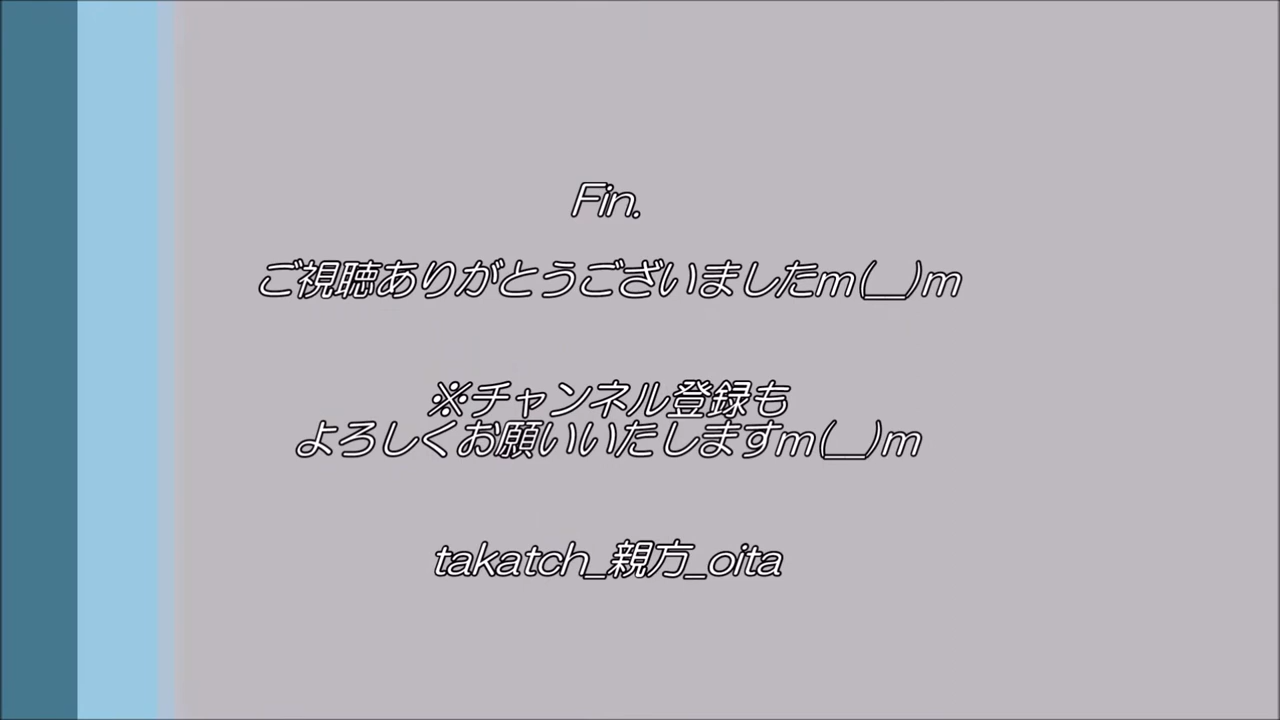 Fin.
ご視聴ありがとうございましたm(__)m
※チャンネル登録も
よろしくお願いいたしますm(__)m
takatch_親方_oita